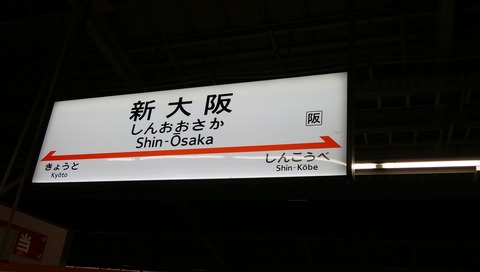 新大阪
しんおおさか
Shin-Ōsaka
阪
きょうと
Kyōto
しんこうべ
Shin-Kōbe
当